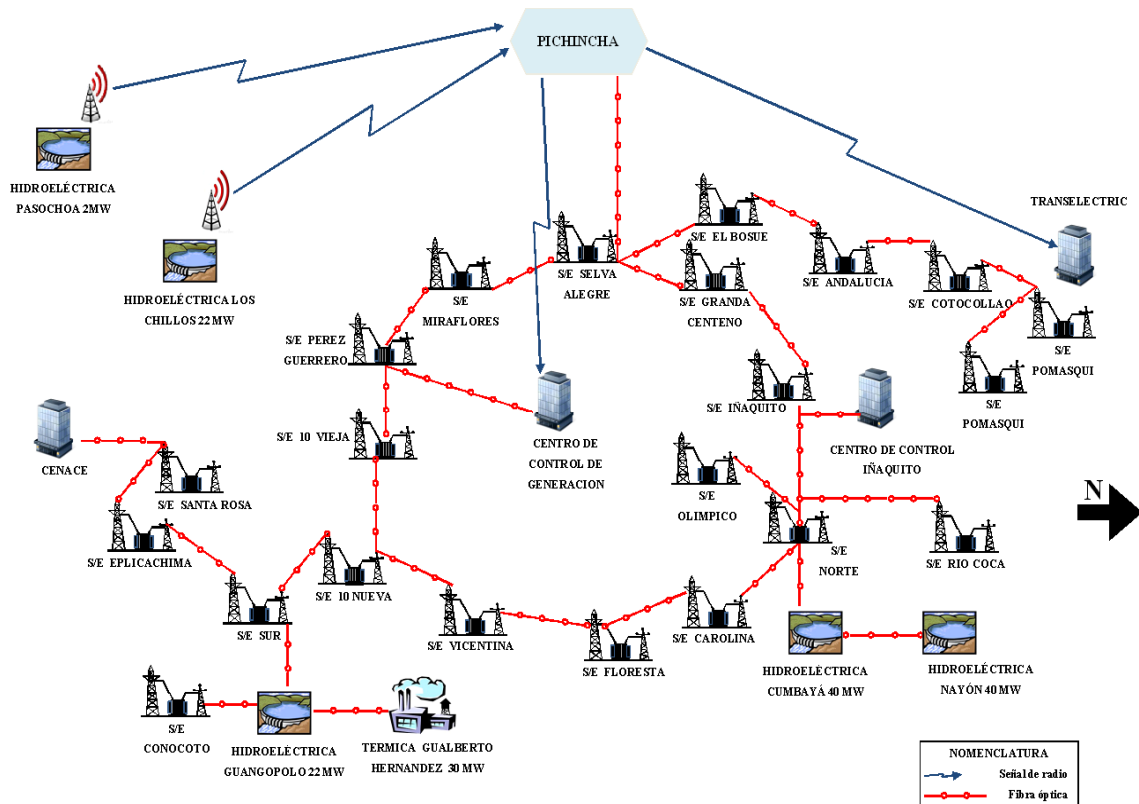 PICHINCHA
HIDROELÉCTRICA
PASOCHOA 2MW
HIDROELÉCTRICA LOS
CHILLOS 22 MW
S/E SELVA
ALEGRE
S/E EL BOSUE
S/E ANDALUCIA
S/E COTOCOLLAO
TRANSELECTRIC
S/E
POMASQUI
S/E
POMASQUI
S/E
MIRAFLORES
S/E GRANDA
CENTENO
S/E PEREZ
GUERRERO
S/E IÑAQUITO
S/E 10 VIEJA
CENTRO DE
CONTROL DE
GENERACION
CENTRO DE CONTROL
IÑAQUITO
CENACE
S/E SANTA ROSA
S/E EPLICACHIMA
S/E
OLIMPICO
S/E
NORTE
S/E RIO COCA
N
S/E SUR
S/E 10 NUEVA
S/E VICENTINA
S/E FLORESTA
S/E CAROLINA
HIDROELÉCTRICA
CUMBAYÁ 40 MW
HIDROELÉCTRICA
NAYÓN 40 MW
S/E
CONOCOTO
HIDROELÉCTRICA
GUANGOPOLO 22 MW
TERMICA GUALBERTO
HERNANDEZ 30 MW
NOMENCLATURA
Señal de radio
Fibra óptica